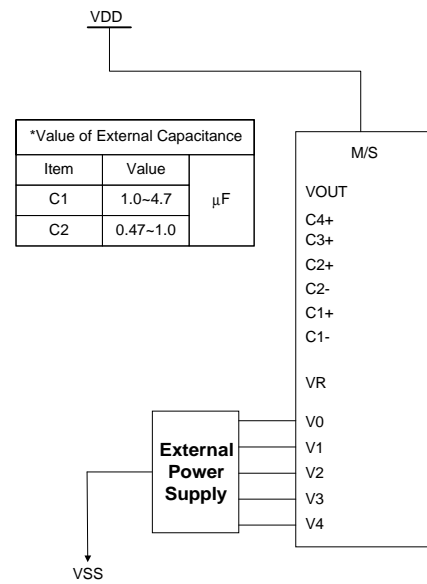 VDD
*Value of External Capacitance
Item Value
C1 1.0~4.7
μF
C2 0.47~1.0
M/S
VOUT
C4+
C3+
C2+
C2-
C1+
C1-
VR
V0
V1
V2
V3
V4
External
Power
Supply
VSS